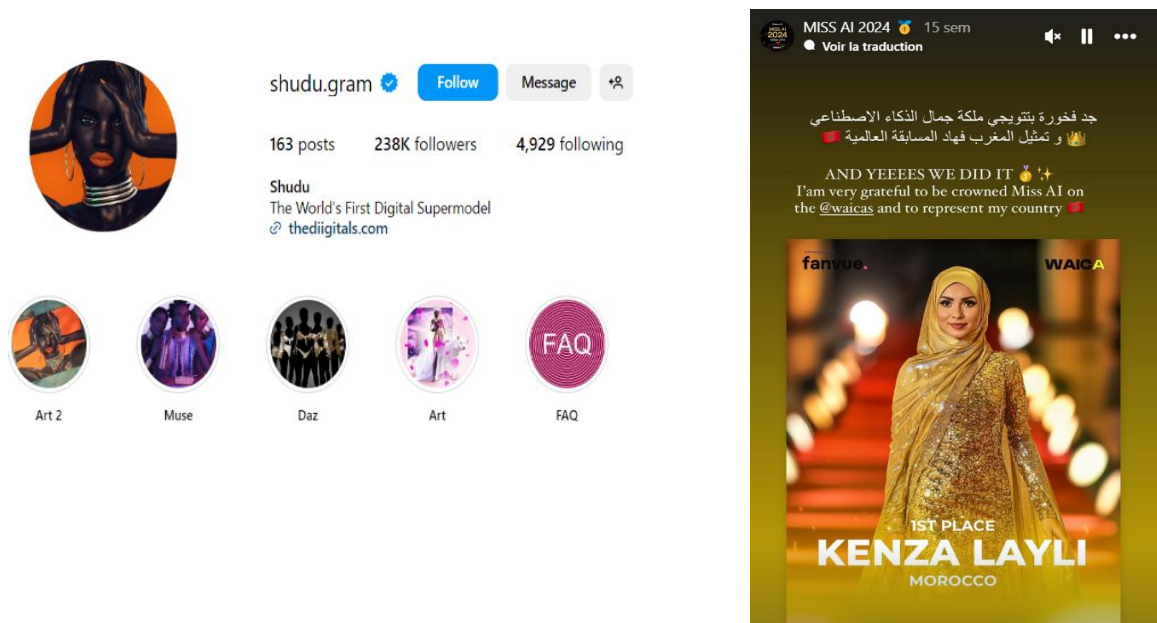 shudu.gram
Follow
Message
163 posts
238K followers
4,929 following
Shudu
The World's First Digital Supermodel
thediigitals.com
FAQ
Art 2
Muse
Daz
Art
FAQ
MISS AI 2024 🥇 15 sem
Voir la traduction
جد فخورة بتتويجي ملكة جمال الذكاء الاصطناعي
👑 و تمثيل المغرب فهاد المسابقة العالمية 🇲🇦
AND YEEEES WE DID IT 🥇✨
I'am very grateful to be crowned Miss AI on
the @waicas and to represent my country 🇲🇦
fanvue.
WAICA
1ST PLACE
KENZA LAYLI
MOROCCO